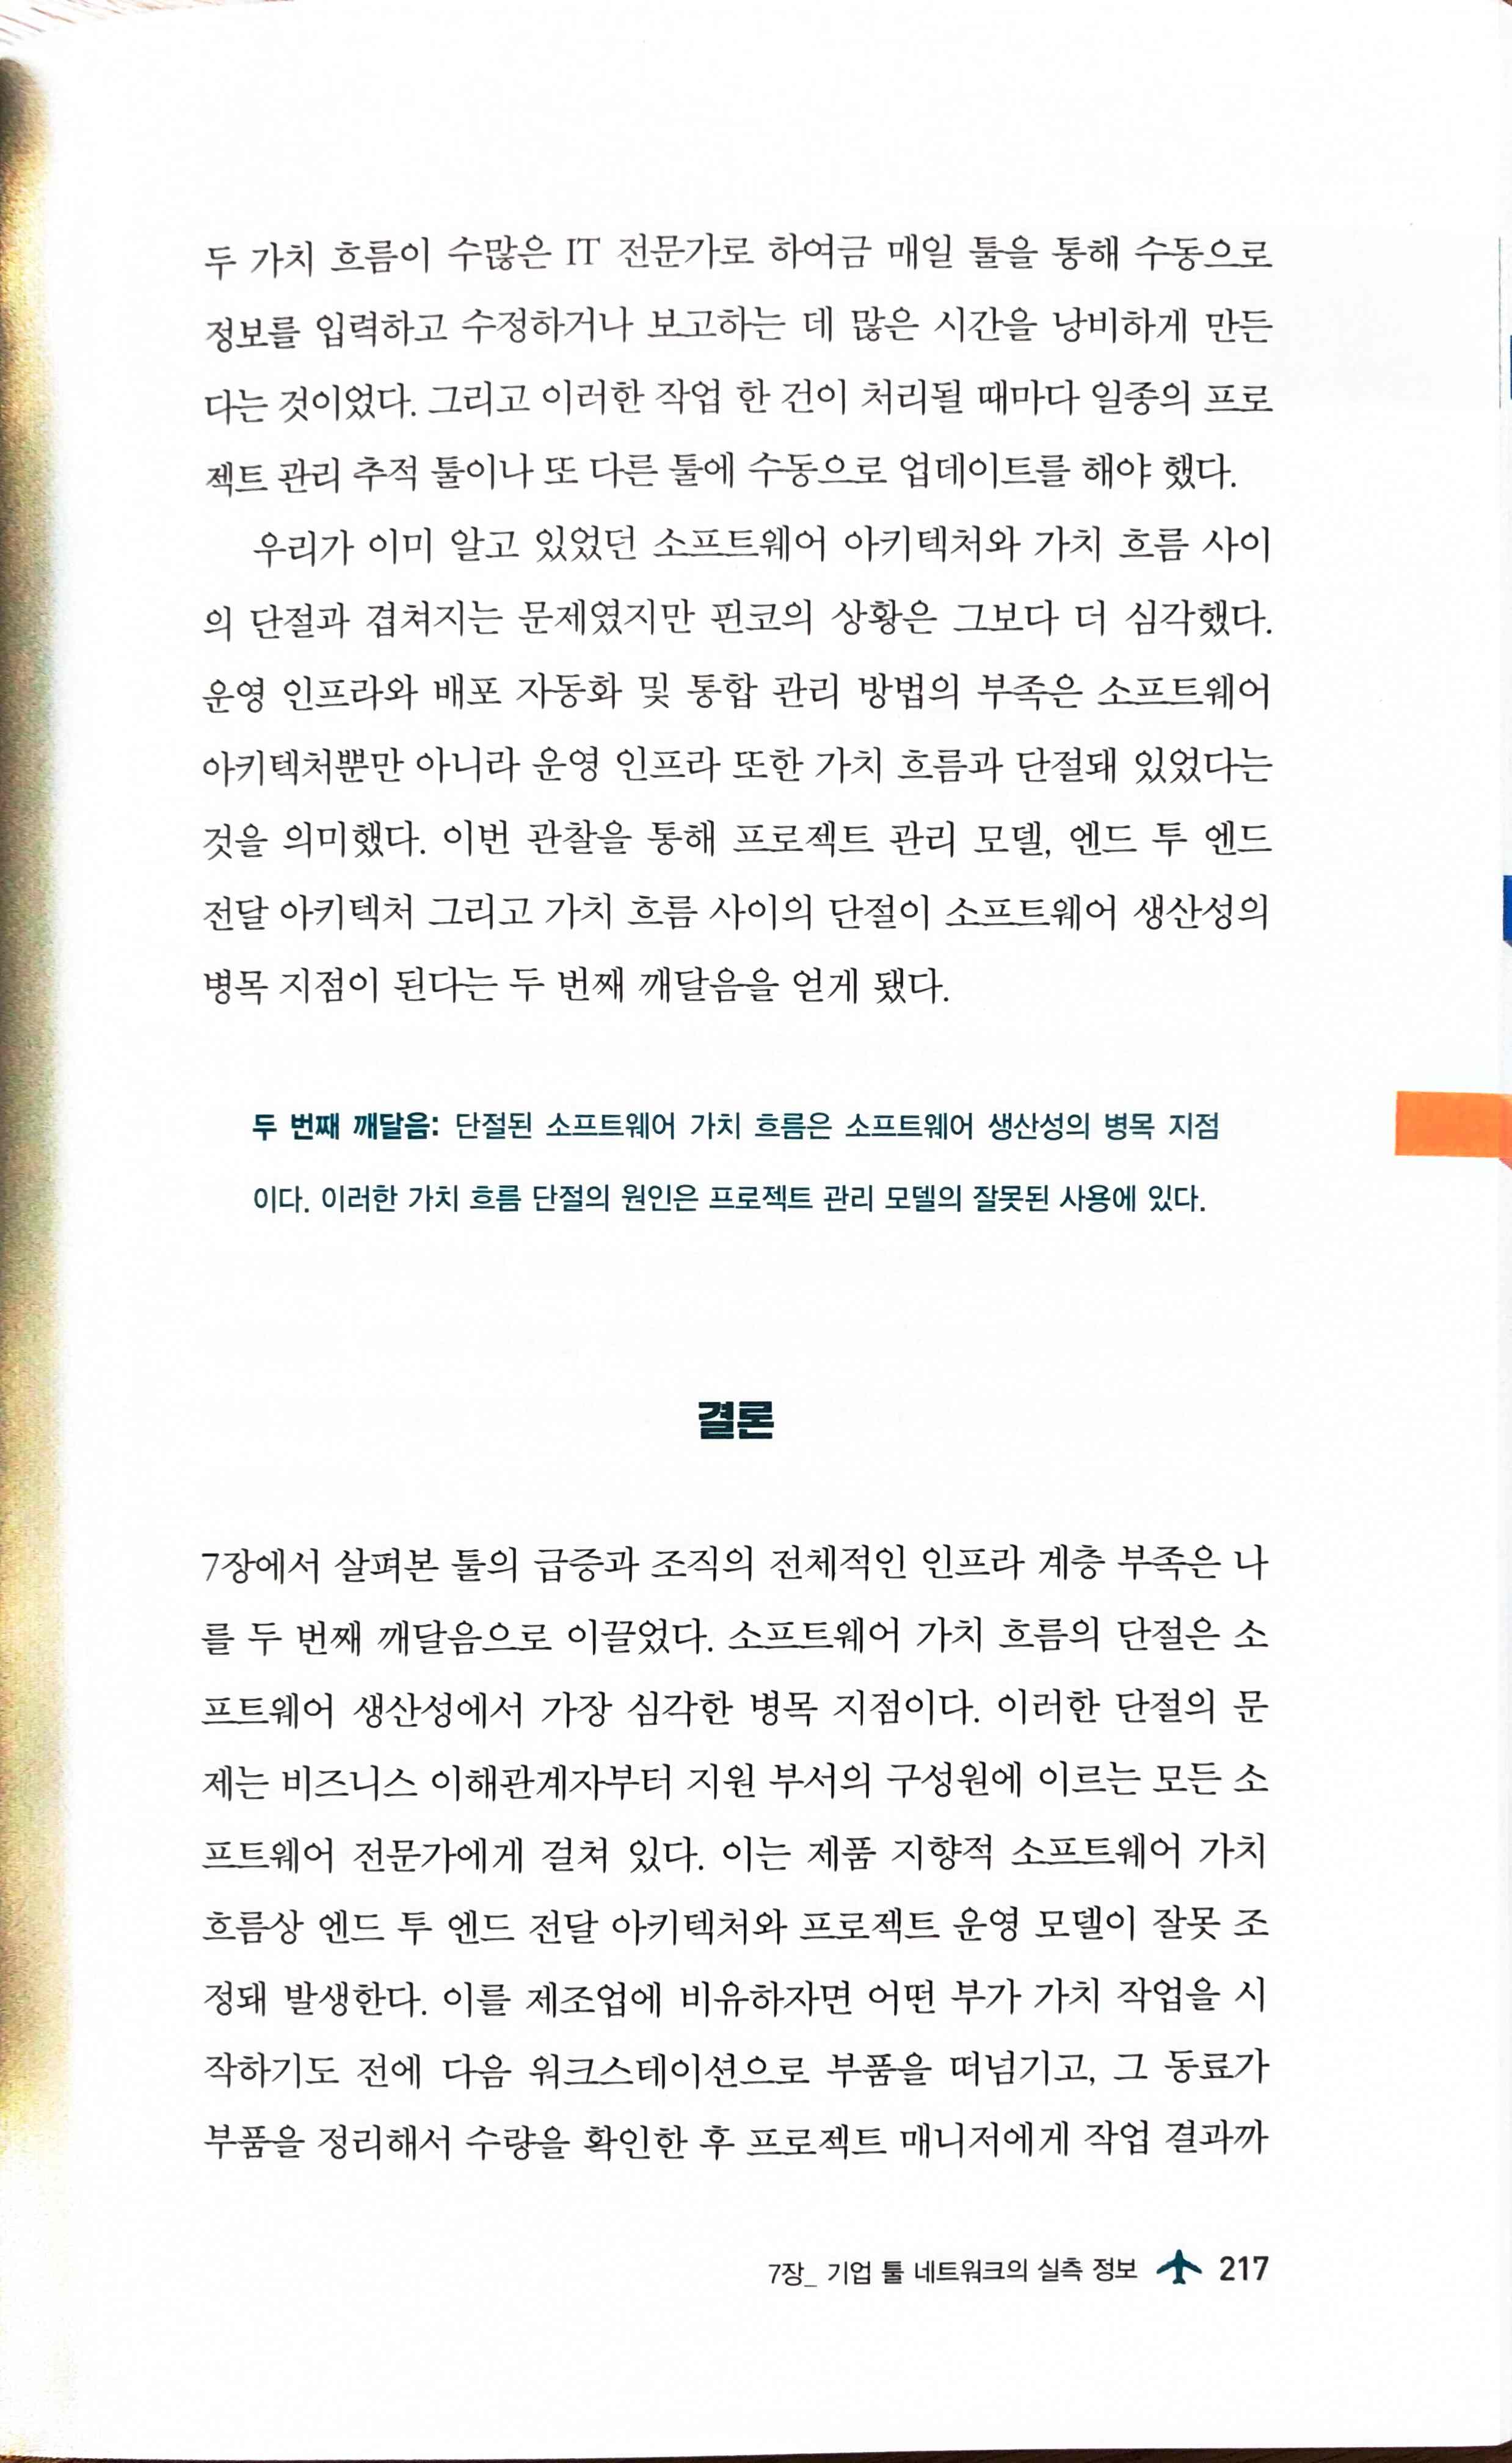 두 가치 흐름이 수많은 IT 전문가로 하여금 매일 툴을 통해 수동으로
정보를 입력하고 수정하거나 보고하는 데 많은 시간을 낭비하게 만든
다는 것이었다. 그리고 이러한 작업 한 건이 처리될 때마다 일종의 프로
젝트 관리 추적 툴이나 또 다른 툴에 수동으로 업데이트를 해야 했다.
우리가 이미 알고 있었던 소프트웨어 아키텍처와 가치 흐름 사이
의 단절과 겹쳐지는 문제였지만 핀코의 상황은 그보다 더 심각했다.
운영 인프라와 배포 자동화 및 통합 관리 방법의 부족은 소프트웨어
아키텍처뿐만 아니라 운영 인프라 또한 가치 흐름과 단절돼 있었다는
것을 의미했다. 이번 관찰을 통해 프로젝트 관리 모델, 엔드 투 엔드
전달 아키텍처 그리고 가치 흐름 사이의 단절이 소프트웨어 생산성의
병목 지점이 된다는 두 번째 깨달음을 얻게 됐다.
두 번째 깨달음: 단절된 소프트웨어 가치 흐름은 소프트웨어 생산성의 병목 지점
이다. 이러한 가치 흐름 단절의 원인은 프로젝트 관리 모델의 잘못된 사용에 있다.
결론
7장에서 살펴본 툴의 급증과 조직의 전체적인 인프라 계층 부족은 나
를 두 번째 깨달음으로 이끌었다. 소프트웨어 가치 흐름의 단절은 소
프트웨어 생산성에서 가장 심각한 병목 지점이다. 이러한 단절의 문
제는 비즈니스 이해관계자부터 지원 부서의 구성원에 이르는 모든 소
프트웨어 전문가에게 걸쳐 있다. 이는 제품 지향적 소프트웨어 가치
흐름상 엔드 투 엔드 전달 아키텍처와 프로젝트 운영 모델이 잘못 조
정돼 발생한다. 이를 제조업에 비유하자면 어떤 부가 가치 작업을 시
작하기도 전에 다음 워크스테이션으로 부품을 떠넘기고, 그 동료가
부품을 정리해서 수량을 확인한 후 프로젝트 매니저에게 작업 결과까
7장_ 기업 툴 네트워크의 실측 정보 217